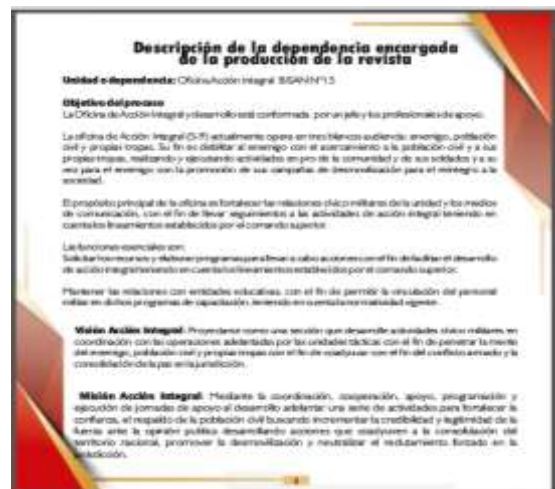 Descripción de la dependencia encargada
de la producción de la revista
Unidad o dependencia: Oficina Acción Integral BISAN N°13
Objetivo del proceso
La Oficina de Acción Integral y desarrollo está conformada por un jefe y los profesionales de apoyo.
La oficina de Acción Integral (S-9) actualmente opera en tres blancos audiencia: enemigo, población
civil y propias tropas. Su fin es debilitar al enemigo con el acercamiento a la población civil y a sus
propias tropas, realizando y ejecutando actividades en pro de la comunidad y de sus soldados y a su
vez para el enemigo con la promoción de sus campañas de desmovilización para el reintegro a la
sociedad.
El propósito principal de la oficina es fortalecer las relaciones cívico militares de la unidad y los medios
de comunicación, con el fin de llevar seguimientos a las actividades de acción integral teniendo en
cuenta los lineamientos establecidos por el comando superior.
Las funciones esenciales son:
Solicitar los recursos y elaborar programas para llevar a cabo acciones con el fin de facilitar el desarrollo
de acción integral teniendo en cuenta los lineamientos establecidos por el comando superior.
Mantener las relaciones con entidades educativas, con el fin de permitir la vinculación del personal
militar en dichos programas de capacitación, teniendo en cuenta la normatividad vigente.
Visión Acción Integral: Proyectarse como una sección que desarrolle actividades cívico militares en
coordinación con las operaciones adelantadas por las unidades tácticas con el fin de penetrar la mente
del enemigo, población civil y propias tropas con el fin de coadyuvar con el fin del conflicto armado y la
consolidación de la paz en la jurisdicción.
Misión Acción Integral: Mediante la coordinación, cooperación, apoyo, programación y
ejecución de jornadas de apoyo al desarrollo adelantar una serie de actividades para fortalecer la
confianza, el respaldo de la población civil buscando incrementar la credibilidad y legitimidad de la
fuerza ante la opinión pública desarrollando acciones que coadyuven a la consolidación del
territorio nacional, promover la desmovilización y neutralizar el reclutamiento forzado en la
jurisdicción.